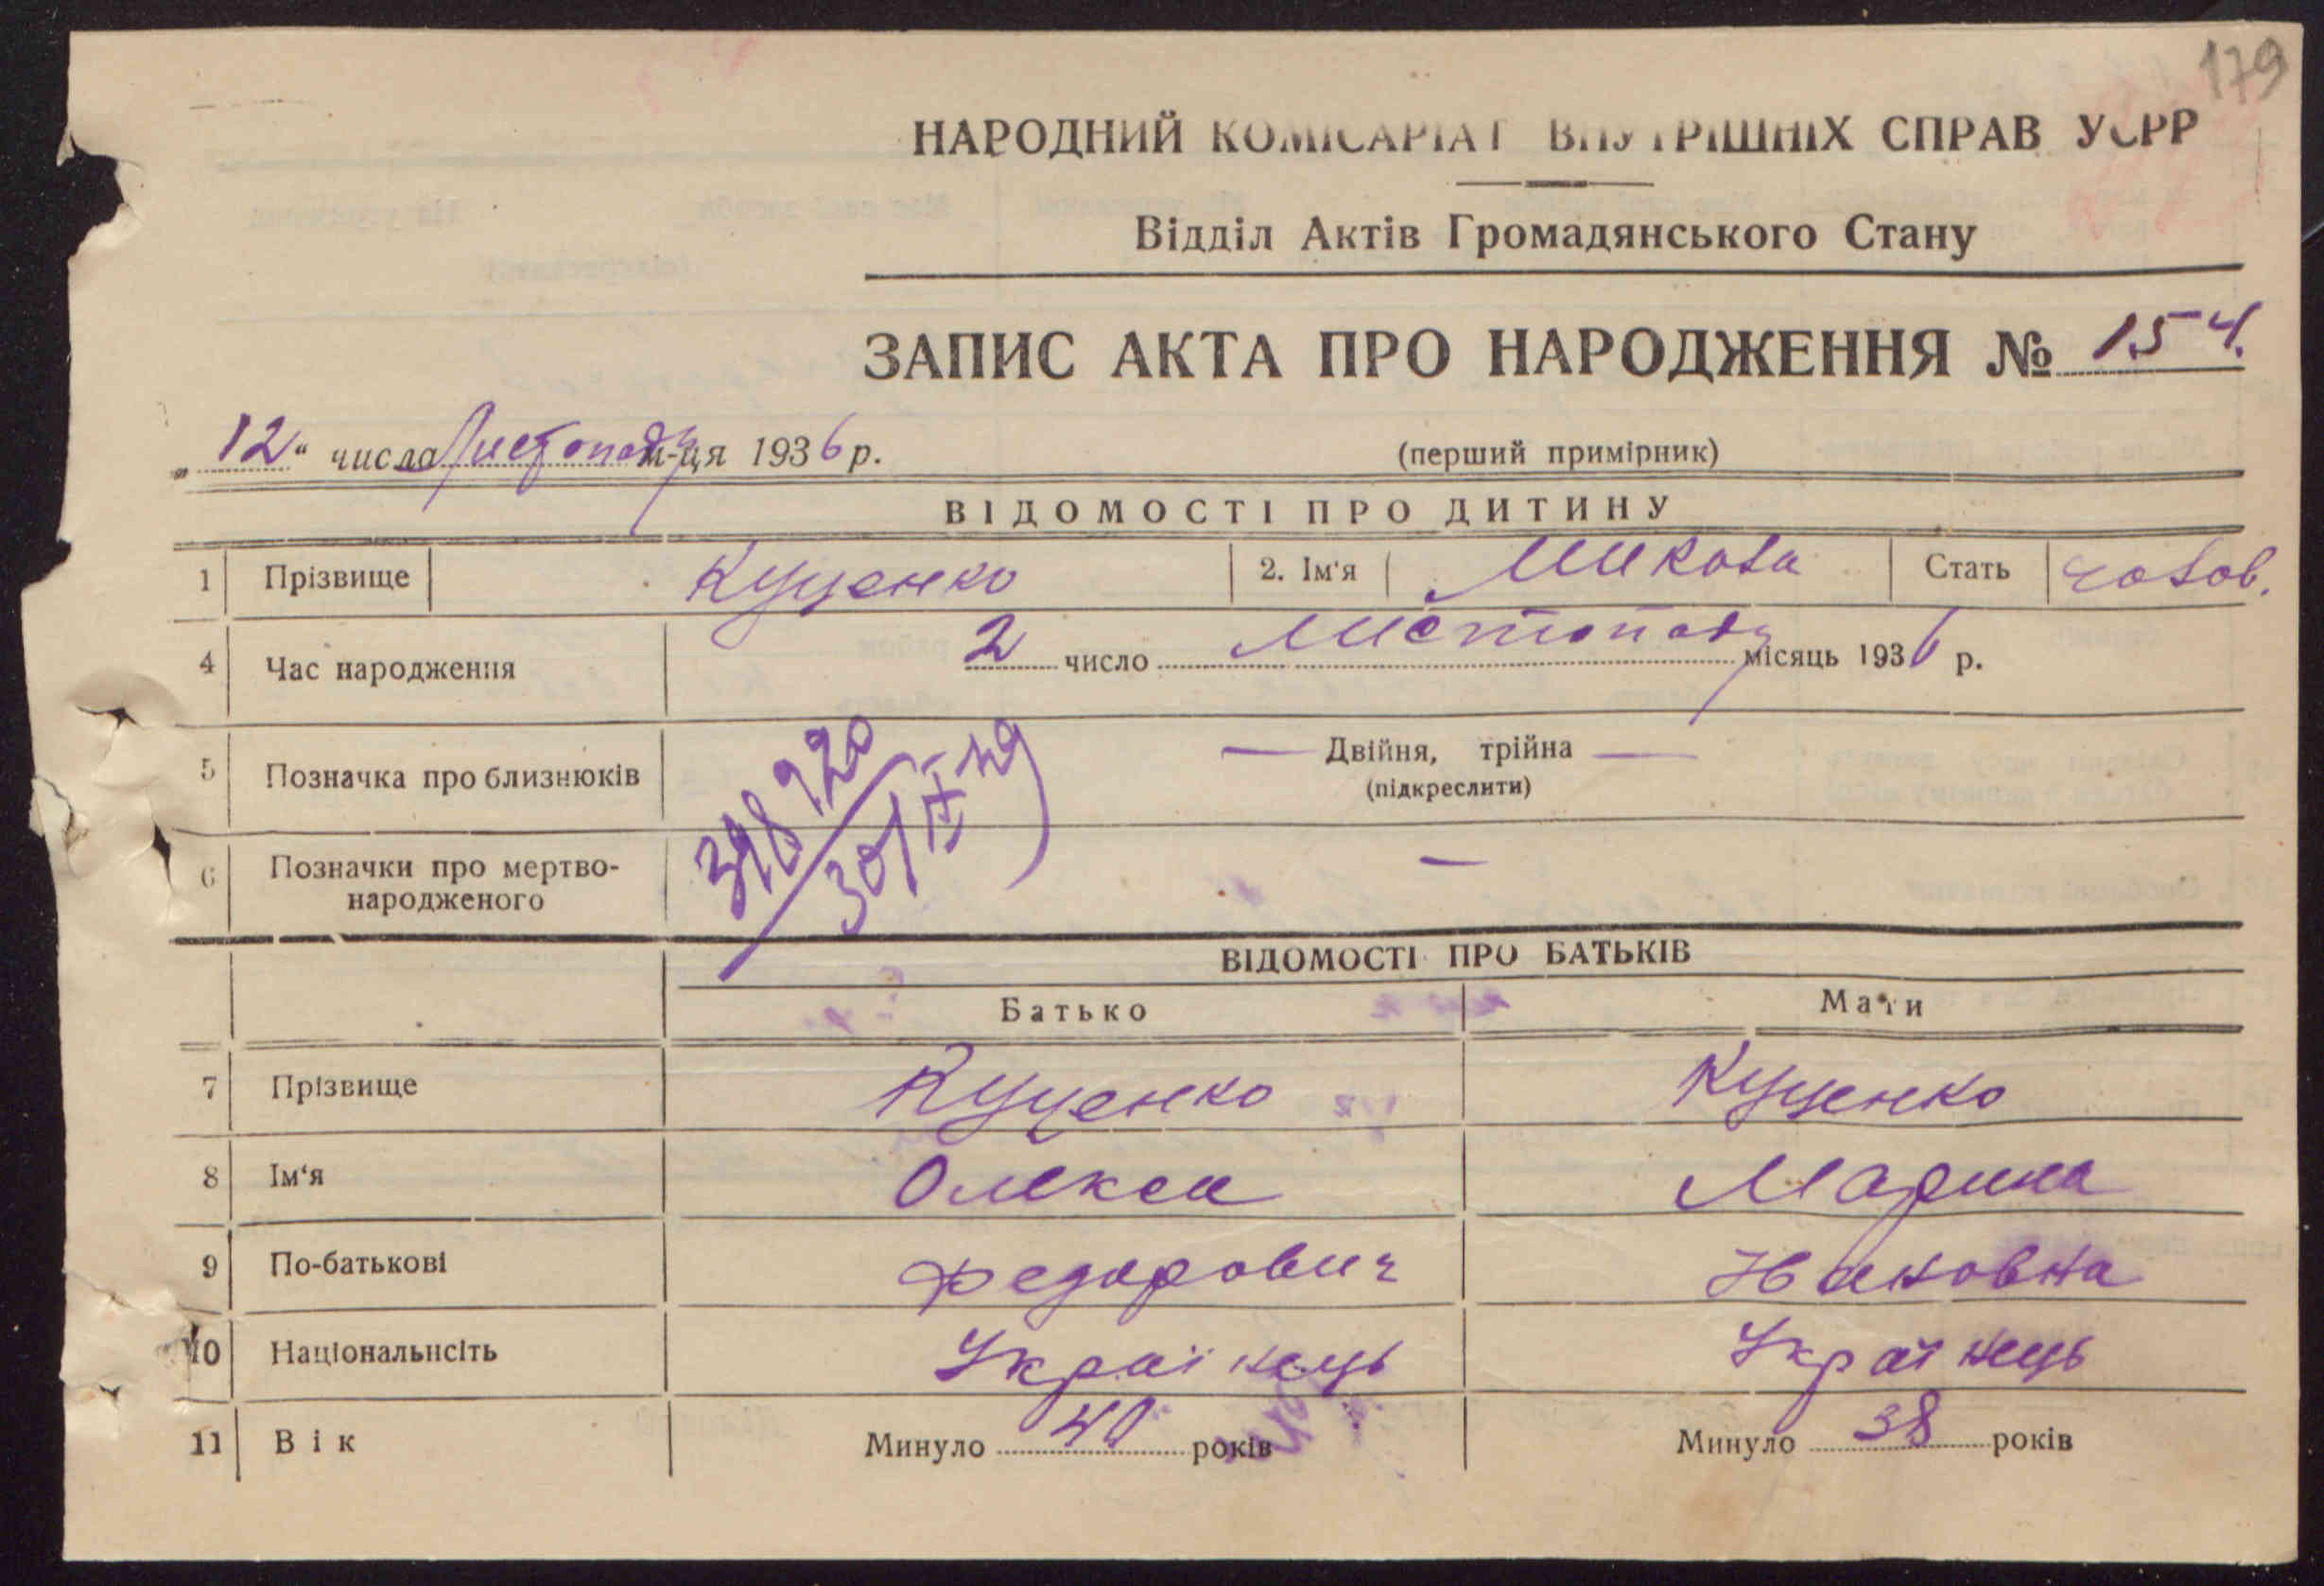 179
НАРОДНИЙ КОМІСАРІАТ ВНУТРІШНІХ СПРАВ УСРР
Відділ Актів Громадянського Стану
ЗАПИС АКТА ПРО НАРОДЖЕННЯ № 154.
„12" числа Листопаду м-ця 1936 р. (перший примірник)
ВІДОМОСТІ ПРО ДИТИНУ
1 Прізвище Куценко 2. Ім'я Микола Стать чолов.
4 Час народження 2 число Листопаду місяць 1936 р.
5 Позначка про близнюків — Двійня, трійна —
(підкреслити)
6 Позначки про мертво-
народженого —
ВІДОМОСТІ ПРО БАТЬКІВ
Батько Мати
7 Прізвище Куценко Куценко
8 Ім'я Олекси Марина
9 По-батькові Федорович
10 Національнсіть Українець Українець
11 Вік Минуло 40 років Минуло 38 років